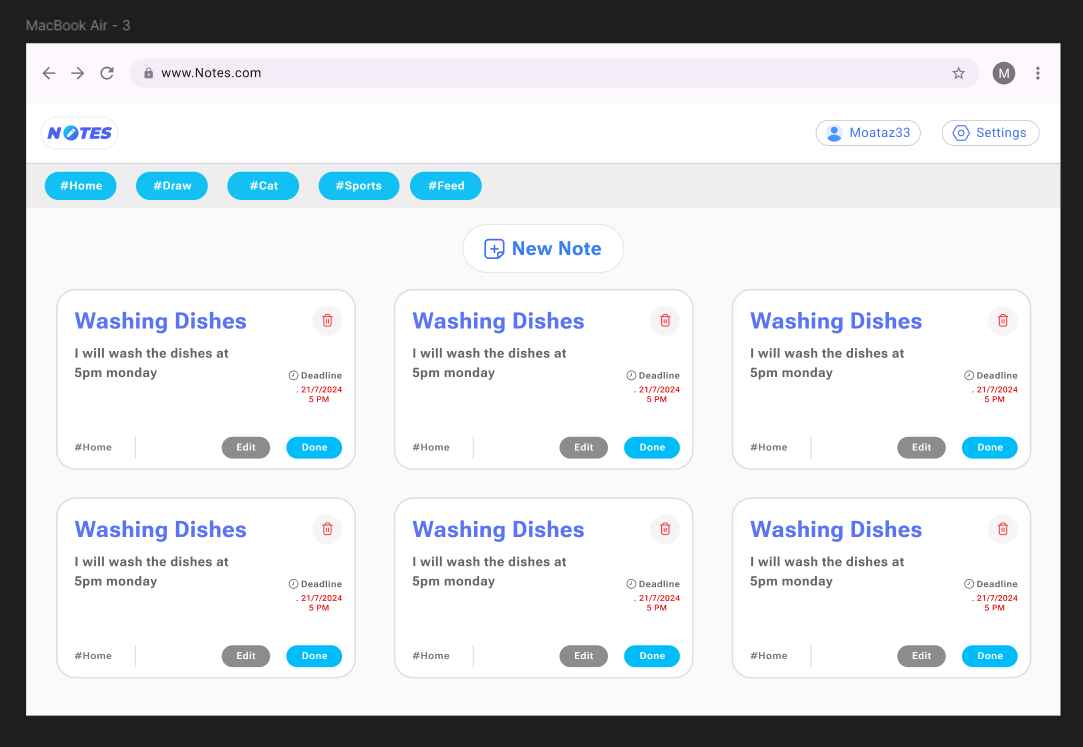 MacBook Air - 3
www.Notes.com
M
NOTES
Moataz33
Settings
#Home
#Draw
#Cat
#Sports
#Feed
New Note
Washing Dishes
I will wash the dishes at
5pm monday
Deadline
. 21/7/2024
5 PM
#Home
Edit
Done
Washing Dishes
I will wash the dishes at
5pm monday
Deadline
. 21/7/2024
5 PM
#Home
Edit
Done
Washing Dishes
I will wash the dishes at
5pm monday
Deadline
. 21/7/2024
5 PM
#Home
Edit
Done
Washing Dishes
I will wash the dishes at
5pm monday
Deadline
. 21/7/2024
5 PM
#Home
Edit
Done
Washing Dishes
I will wash the dishes at
5pm monday
Deadline
. 21/7/2024
5 PM
#Home
Edit
Done
Washing Dishes
I will wash the dishes at
5pm monday
Deadline
. 21/7/2024
5 PM
#Home
Edit
Done